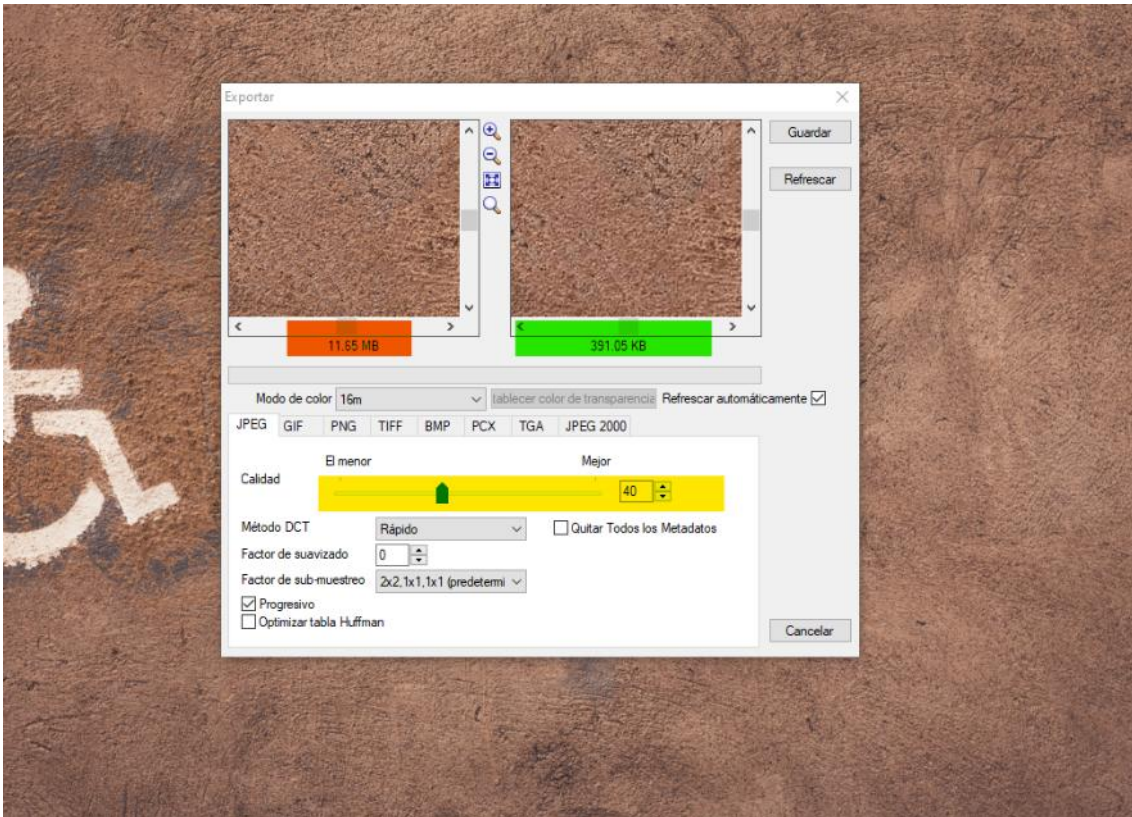 Exportar
Guardar
Refrescar
11.65 MB
391.05 KB
Modo de color 16m tablecer color de transparencia Refrescar automáticamente
JPEG GIF PNG TIFF BMP PCX TGA JPEG 2000
El menor Mejor
Calidad 40
Método DCT Rápido Quitar Todos los Metadatos
Factor de suavizado 0
Factor de sub-muestreo 2x2,1x1,1x1 (predetermi
Progresivo
Optimizar tabla Huffman
Cancelar